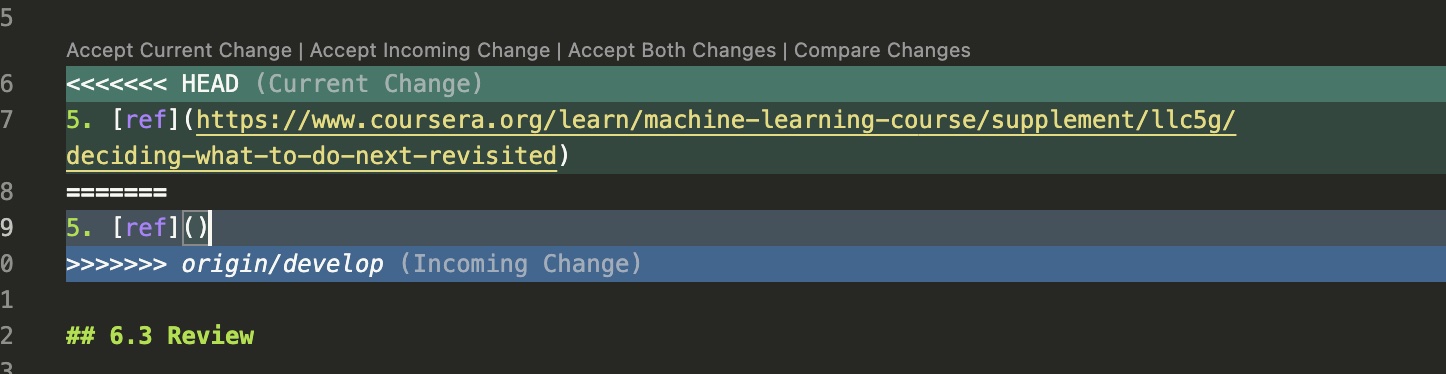 5
Accept Current Change | Accept Incoming Change | Accept Both Changes | Compare Changes
6 <<<<<<< HEAD (Current Change)
7 5. [ref](https://www.coursera.org/learn/machine-learning-course/supplement/llc5g/
deciding-what-to-do-next-revisited)
8 =======
9 5. [ref]()
0 >>>>>>> origin/develop (Incoming Change)
1
2 ## 6.3 Review
3